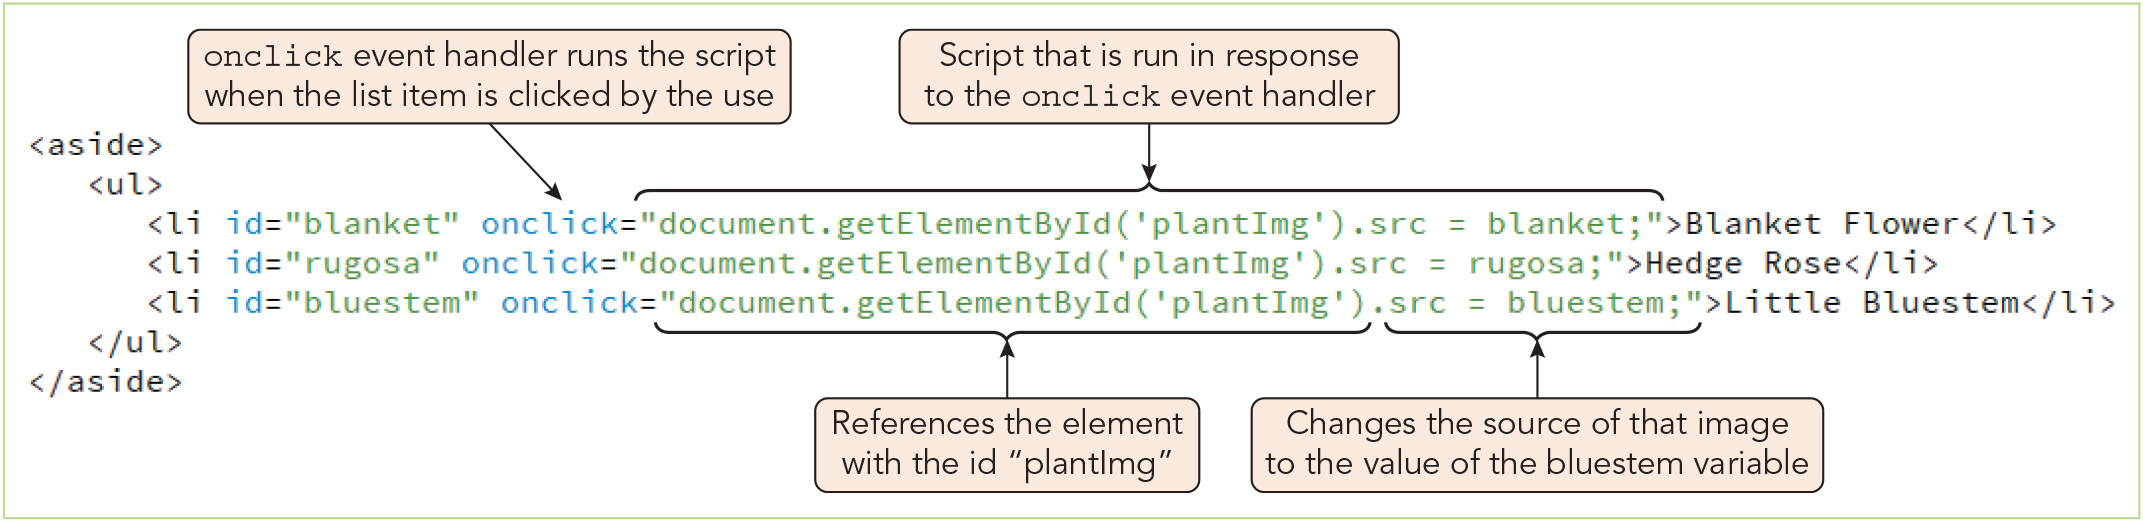 onclick event handler runs the script
when the list item is clicked by the use
Script that is run in response
to the onclick event handler
<aside>
<ul>
<li id="blanket" onclick="document.getElementById('plantImg').src = blanket;">Blanket Flower</li>
<li id="rugosa" onclick="document.getElementById('plantImg').src = rugosa;">Hedge Rose</li>
<li id="bluestem" onclick="document.getElementById('plantImg').src = bluestem;">Little Bluestem</li>
</ul>
</aside>
References the element
with the id “plantImg”
Changes the source of that image
to the value of the bluestem variable